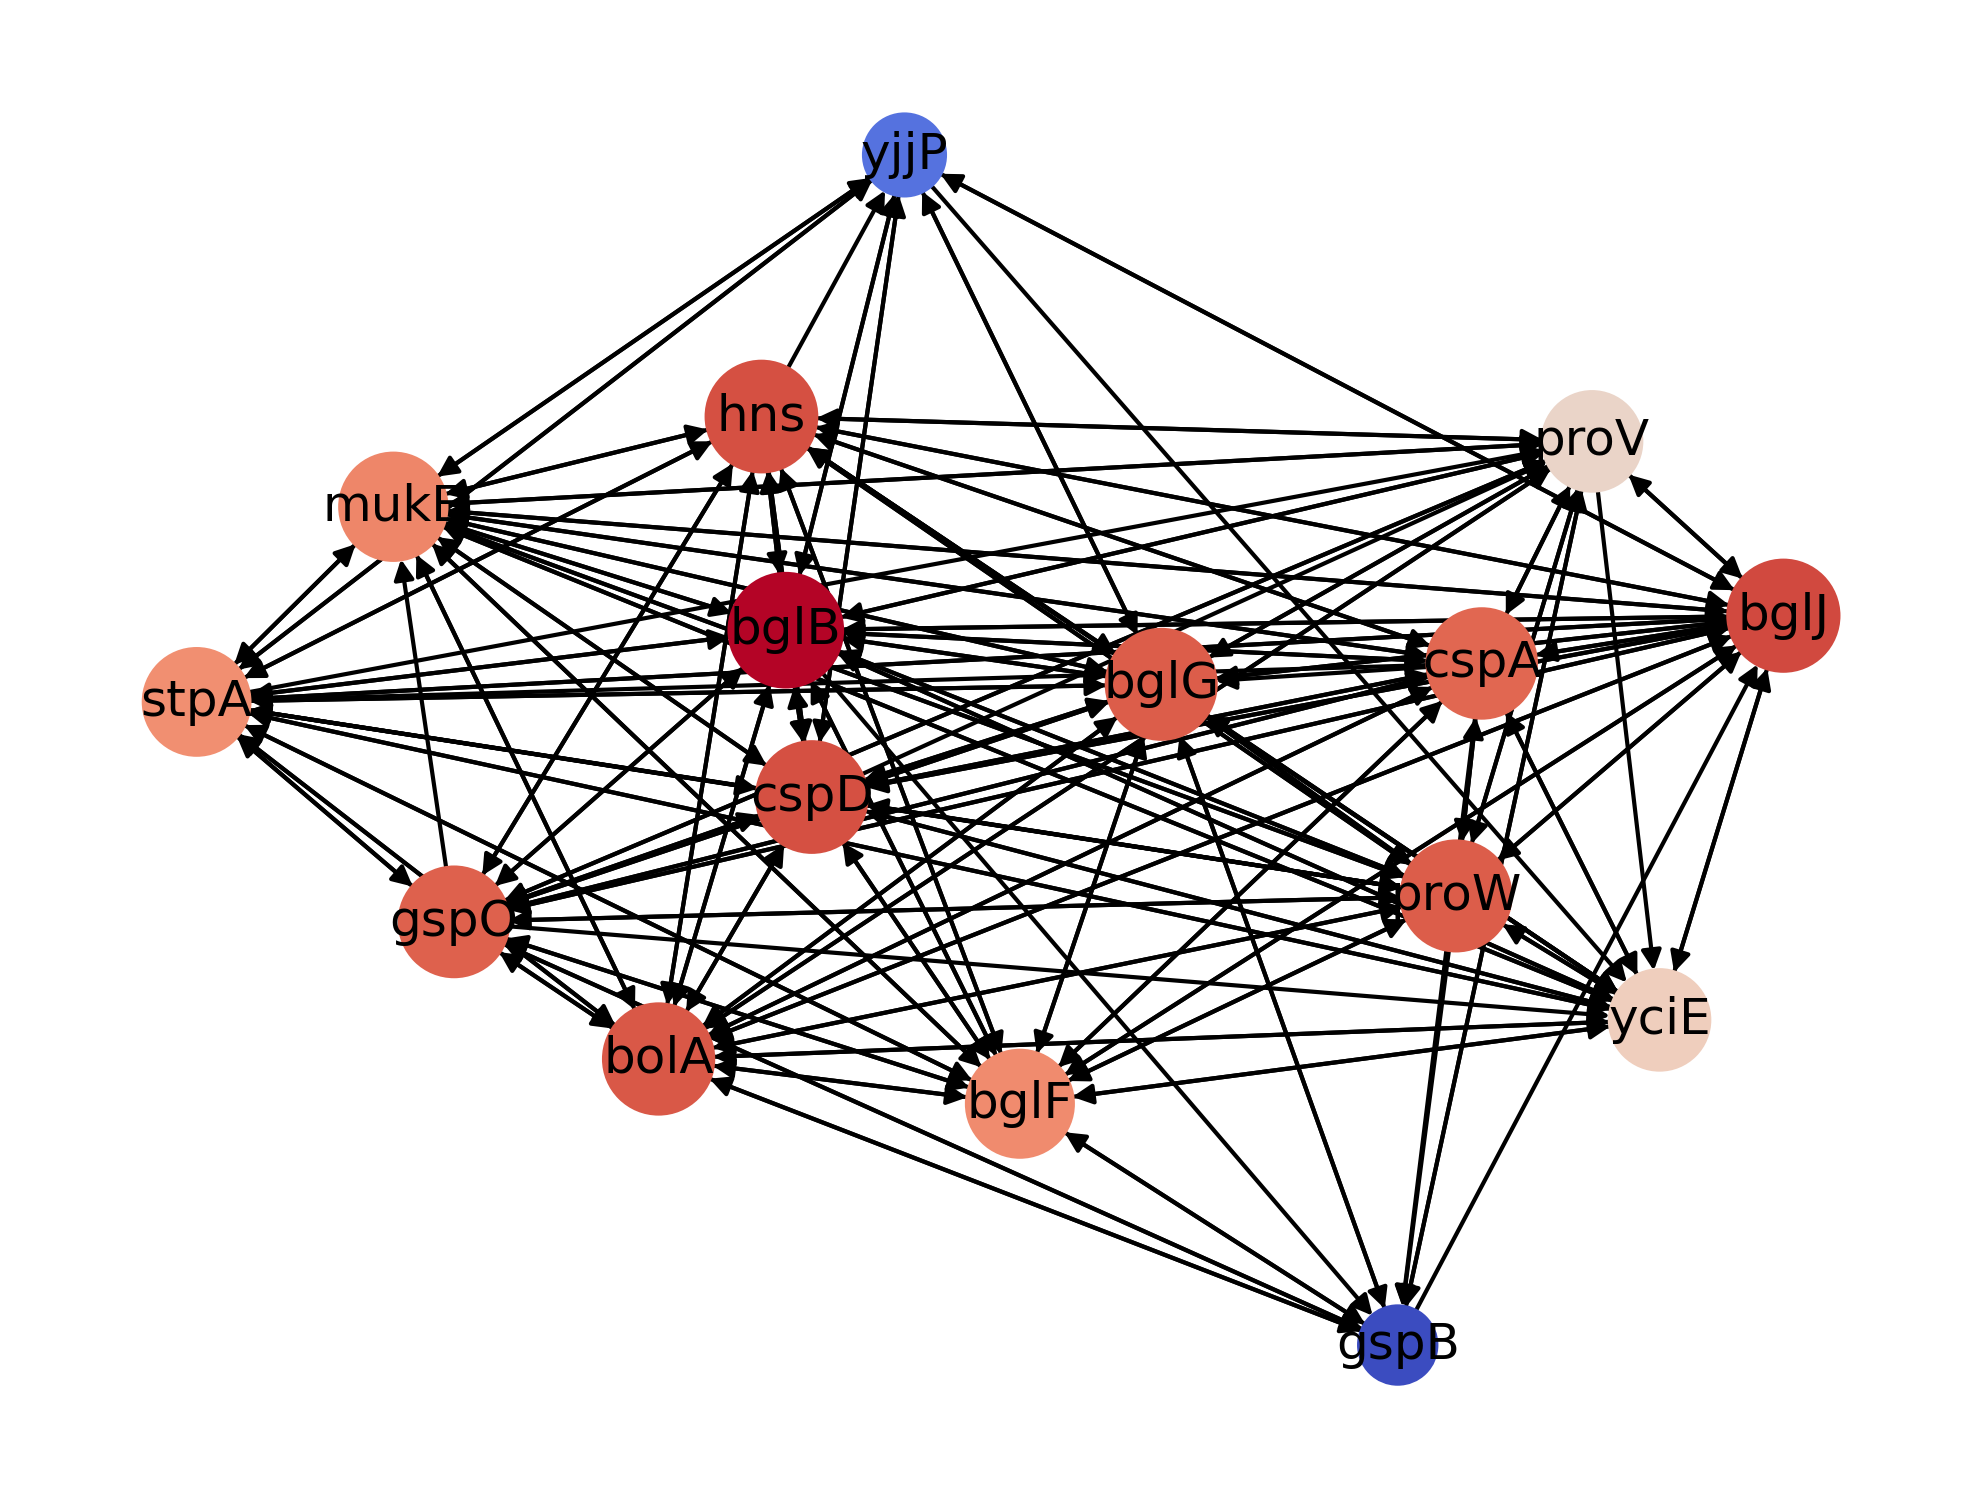 yjjP
hns
proV
mukE
bglB
bglJ
stpA
bglG
cspA
cspD
gspO
proW
bolA
bglF
yciE
gspB